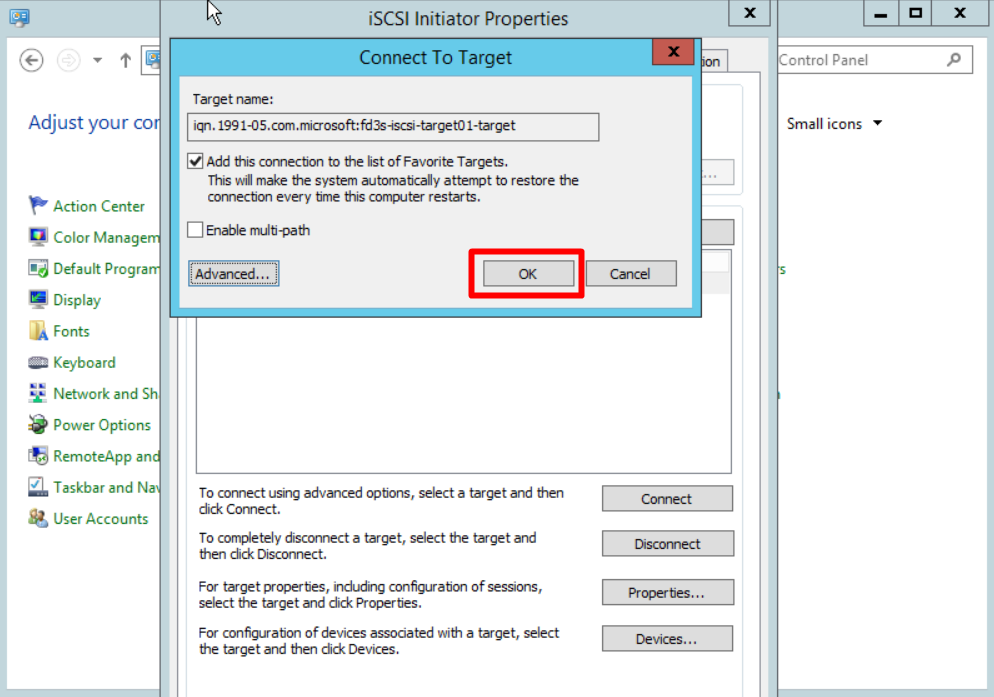 iSCSI Initiator Properties
x
x
Connect To Target
x
Control Panel
Target name:
iqn.1991-05.com.microsoft:fd3s-iscsi-target01-target
Adjust your cor
Small icons
Add this connection to the list of Favorite Targets.
This will make the system automatically attempt to restore the
connection every time this computer restarts.
Enable multi-path
Advanced...
OK
Cancel
Action Center
Color Managem
Default Program
Display
Fonts
Keyboard
Network and Sh
Power Options
RemoteApp and
Taskbar and Nav
User Accounts
To connect using advanced options, select a target and then
click Connect.
Connect
To completely disconnect a target, select the target and
then click Disconnect.
Disconnect
For target properties, including configuration of sessions,
select the target and click Properties.
Properties...
For configuration of devices associated with a target, select
the target and then click Devices.
Devices...